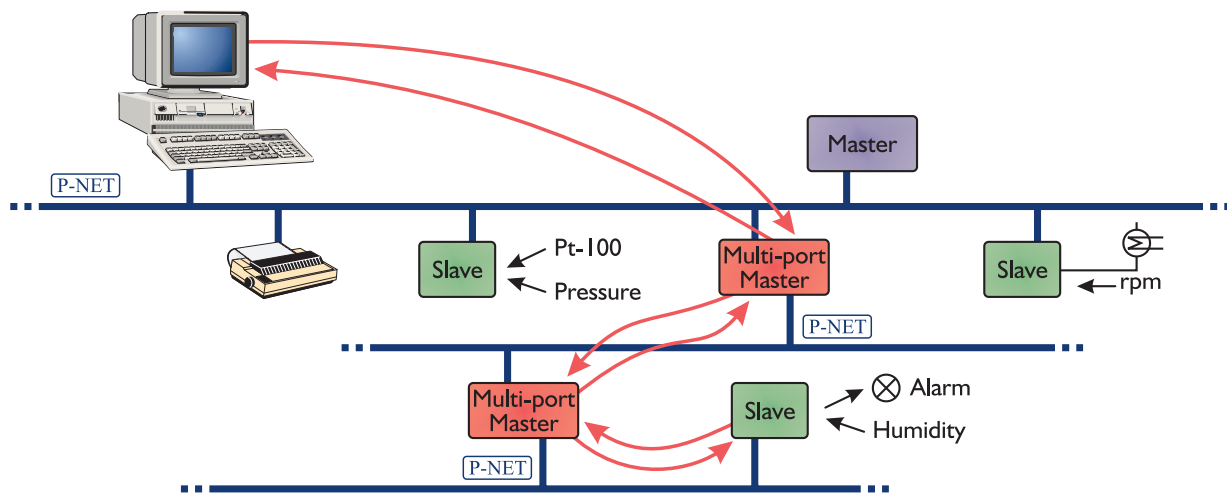 Master
P-NET
Slave
Pt-100
Pressure
Multi-port
Master
Slave
rpm
P-NET
Multi-port
Master
Slave
Alarm
Humidity
P-NET